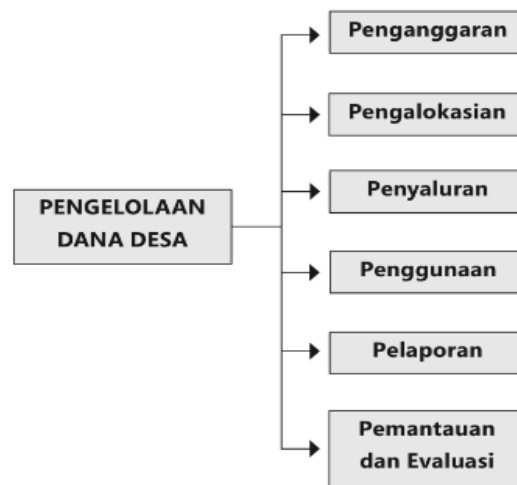 Penganggaran
Pengalokasian
Penyaluran
PENGELOLAAN
DANA DESA
Penggunaan
Pelaporan
Pemantauan
dan Evaluasi